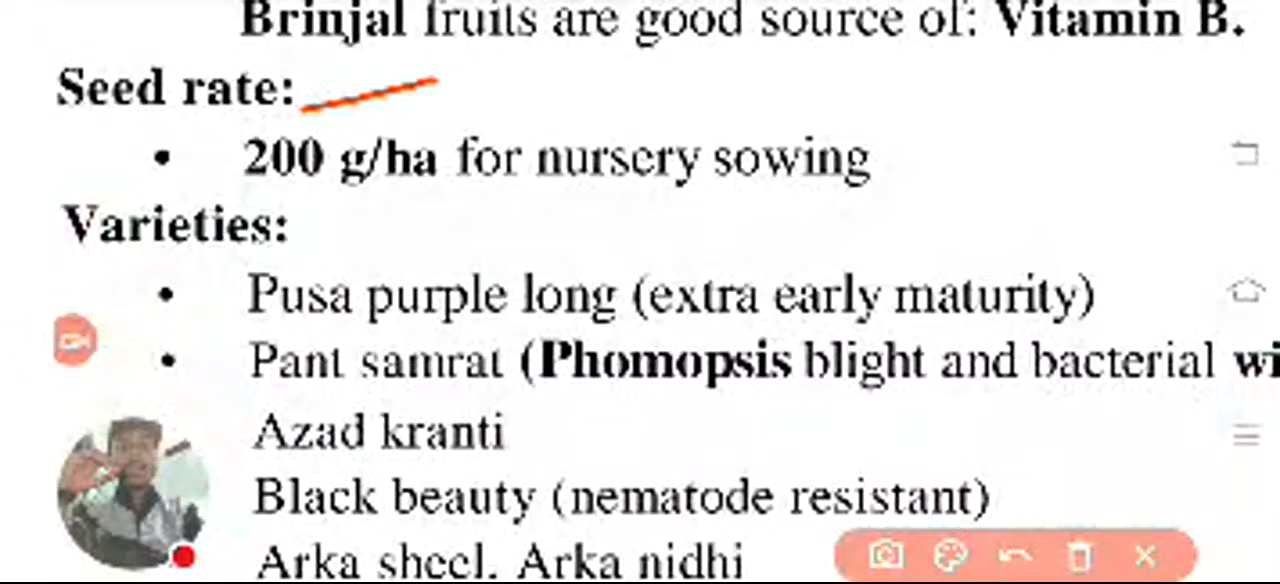 Brinjal fruits are good source of: Vitamin B.
Seed rate:
• 200 g/ha for nursery sowing
Varieties:
• Pusa purple long (extra early maturity)
• Pant samrat (Phomopsis blight and bacterial wi
Azad kranti
Black beauty (nematode resistant)
Arka sheel. Arka nidhi